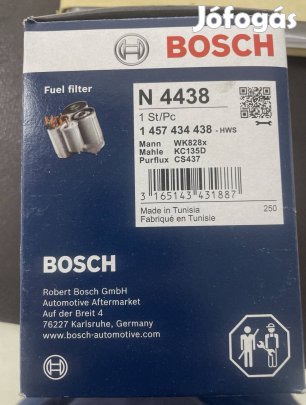 Jófogás
BOSCH
Fuel filter
N 4438
1 St/Pc
1 457 434 438 - HWS
Mann WK828x
Mahle KC135D
Purflux CS437
3 165143 431887
Made in Tunisia 250
Fabriqué en Tunisie
BOSCH
Robert Bosch GmbH
Automotive Aftermarket
Auf der Breit 4
76227 Karlsruhe, Germany
www.bosch-automotive.com